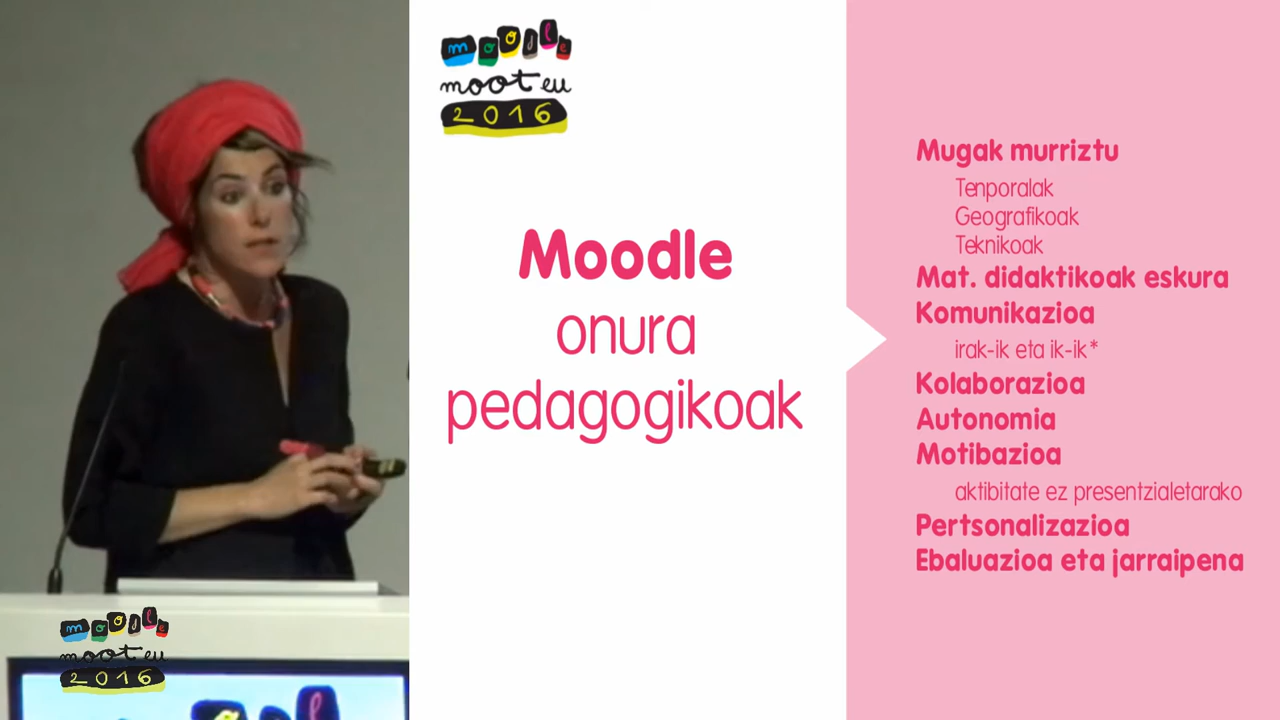 moodle
moot eu
2016
Moodle
onura
pedagogikoak
Mugak murriztu
Tenporalak
Geografikoak
Teknikoak
Mat. didaktikoak eskura
Komunikazioa
irak-ik eta ik-ik*
Kolaborazioa
Autonomia
Motibazioa
aktibitate ez presentzialetarako
Pertsonalizazioa
Ebaluazioa eta jarraipena
moodle
moot eu
2016